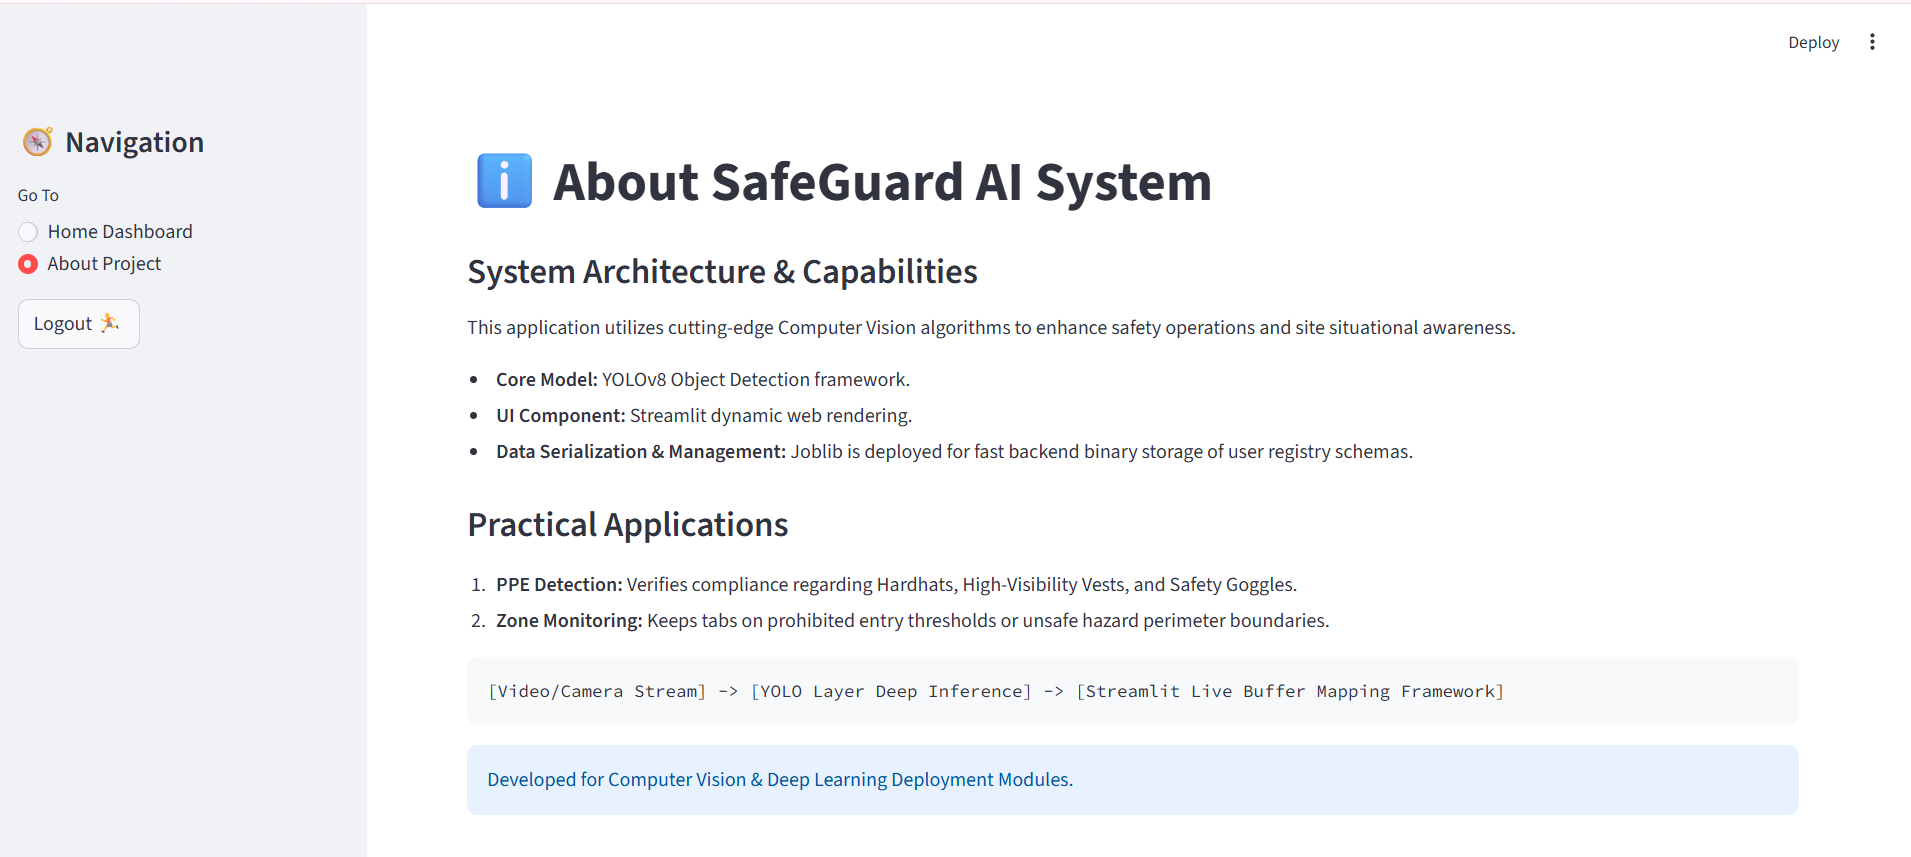 Deploy
Navigation
Go To
Home Dashboard
About Project
Logout
About SafeGuard AI System
System Architecture & Capabilities
This application utilizes cutting-edge Computer Vision algorithms to enhance safety operations and site situational awareness.
Core Model: YOLOv8 Object Detection framework.
UI Component: Streamlit dynamic web rendering.
Data Serialization & Management: Joblib is deployed for fast backend binary storage of user registry schemas.
Practical Applications
1. PPE Detection: Verifies compliance regarding Hardhats, High-Visibility Vests, and Safety Goggles.
2. Zone Monitoring: Keeps tabs on prohibited entry thresholds or unsafe hazard perimeter boundaries.
[Video/Camera Stream] -> [YOLO Layer Deep Inference] -> [Streamlit Live Buffer Mapping Framework]
Developed for Computer Vision & Deep Learning Deployment Modules.